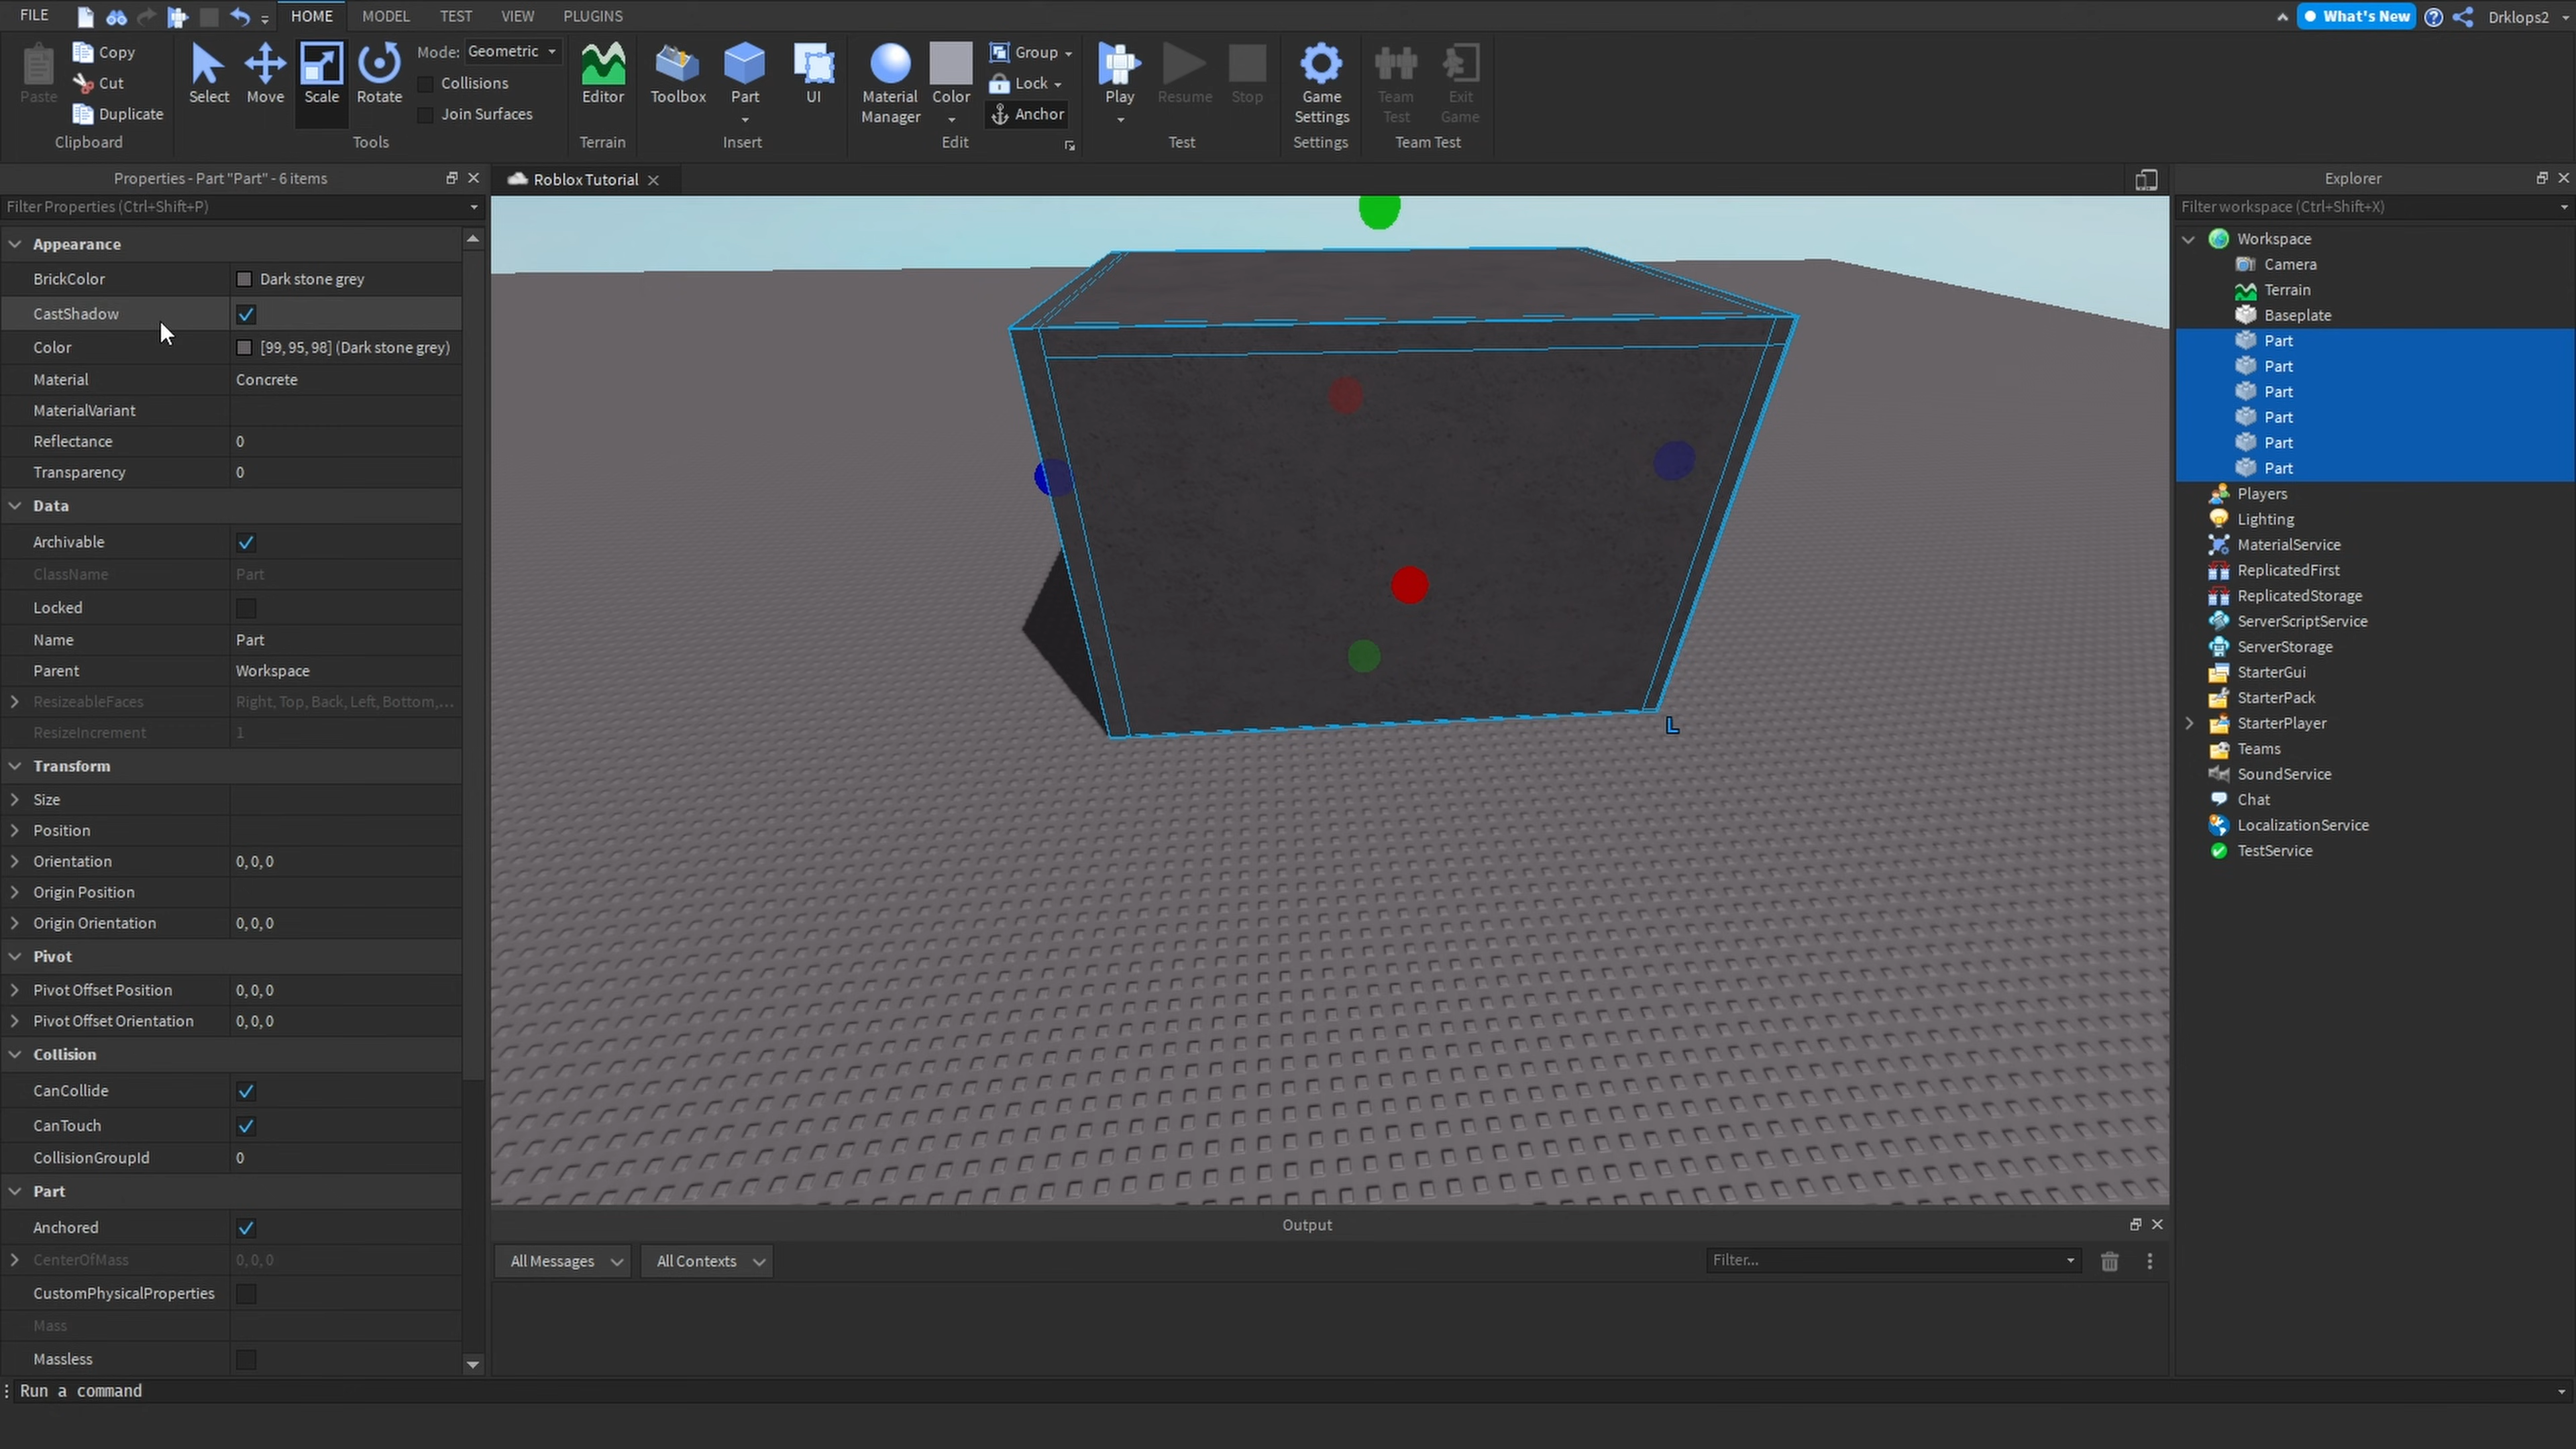 FILE
HOME
MODEL
TEST
VIEW
PLUGINS
What's New
Drklops2
Paste
Copy
Cut
Duplicate
Clipboard
Select
Move
Scale
Rotate
Mode: Geometric
Collisions
Join Surfaces
Tools
Editor
Terrain
Toolbox
Part
UI
Insert
Material Manager
Color
Group
Lock
Anchor
Edit
Play
Resume
Stop
Test
Game Settings
Settings
Team Test
Exit Game
Team Test
Properties - Part "Part" - 6 items
Filter Properties (Ctrl+Shift+P)
Appearance
BrickColor Dark stone grey
CastShadow
Color [99, 95, 98] (Dark stone grey)
Material Concrete
MaterialVariant
Reflectance 0
Transparency 0
Data
Archivable
ClassName Part
Locked
Name Part
Parent Workspace
ResizeableFaces Right, Top, Back, Left, Bottom,...
ResizeIncrement 1
Transform
Size
Position
Orientation 0, 0, 0
Origin Position
Origin Orientation 0, 0, 0
Pivot
Pivot Offset Position 0, 0, 0
Pivot Offset Orientation 0, 0, 0
Collision
CanCollide
CanTouch
CollisionGroupId 0
Part
Anchored
CenterOfMass 0, 0, 0
CustomPhysicalProperties
Mass
Massless
Roblox Tutorial
L
Output
All Messages
All Contexts
Filter...
Explorer
Filter workspace (Ctrl+Shift+X)
Workspace
Camera
Terrain
Baseplate
Part
Part
Part
Part
Part
Part
Players
Lighting
MaterialService
ReplicatedFirst
ReplicatedStorage
ServerScriptService
ServerStorage
StarterGui
StarterPack
StarterPlayer
Teams
SoundService
Chat
LocalizationService
TestService
Run a command